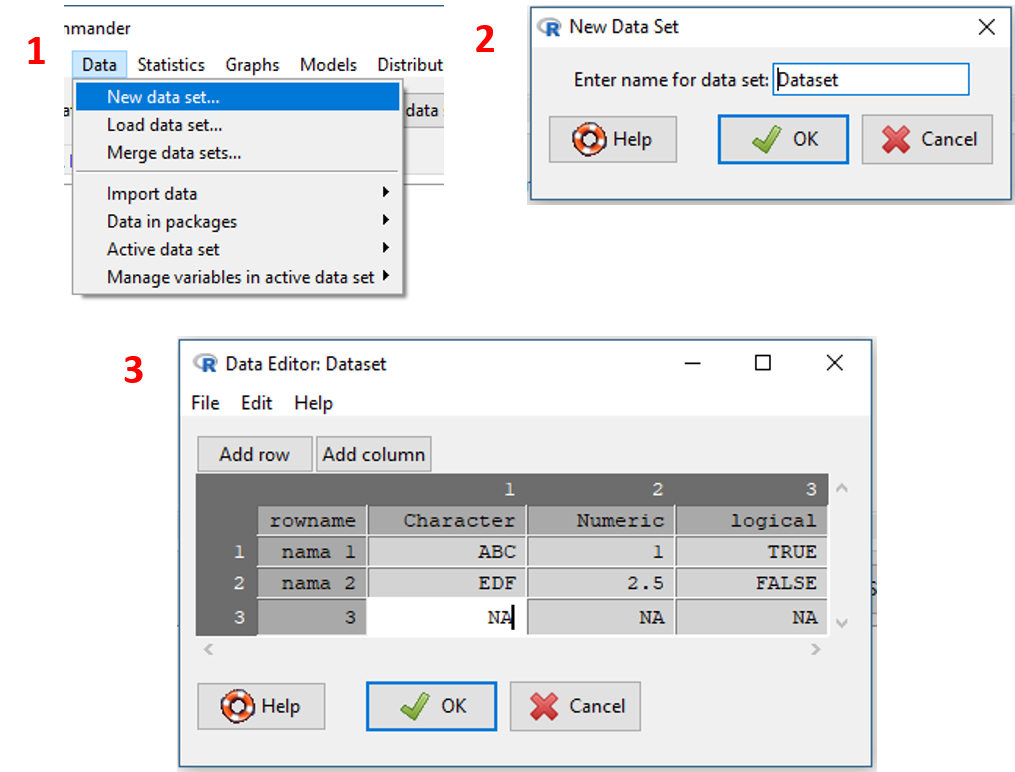 1
mmander
Data Statistics Graphs Models Distribut
New data set...
data
Load data set...
Merge data sets...
Import data
Data in packages
Active data set
Manage variables in active data set
2
New Data Set
Enter name for data set: Dataset
Help OK Cancel
3
Data Editor: Dataset
File Edit Help
Add row Add column
1 2 3
rowname Character Numeric logical
1 nama 1 ABC 1 TRUE
2 nama 2 EDF 2.5 FALSE
3 3 NA NA NA
Help OK Cancel